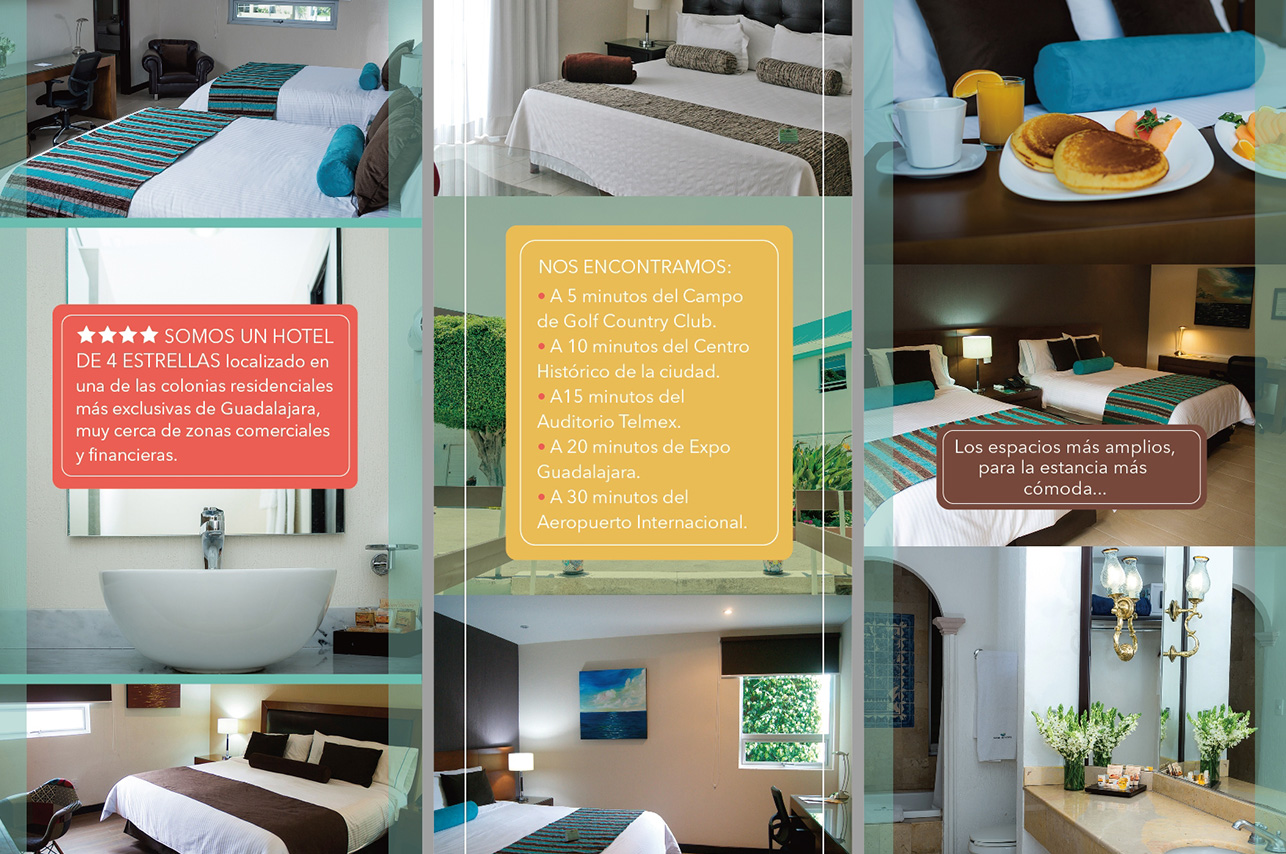 ★★★★ SOMOS UN HOTEL
DE 4 ESTRELLAS localizado en
una de las colonias residenciales
más exclusivas de Guadalajara,
muy cerca de zonas comerciales
y financieras.
NOS ENCONTRAMOS:
• A 5 minutos del Campo
de Golf Country Club.
• A 10 minutos del Centro
Histórico de la ciudad.
• A15 minutos del
Auditorio Telmex.
• A 20 minutos de Expo
Guadalajara.
• A 30 minutos del
Aeropuerto Internacional.
Los espacios más amplios,
para la estancia más
cómoda...